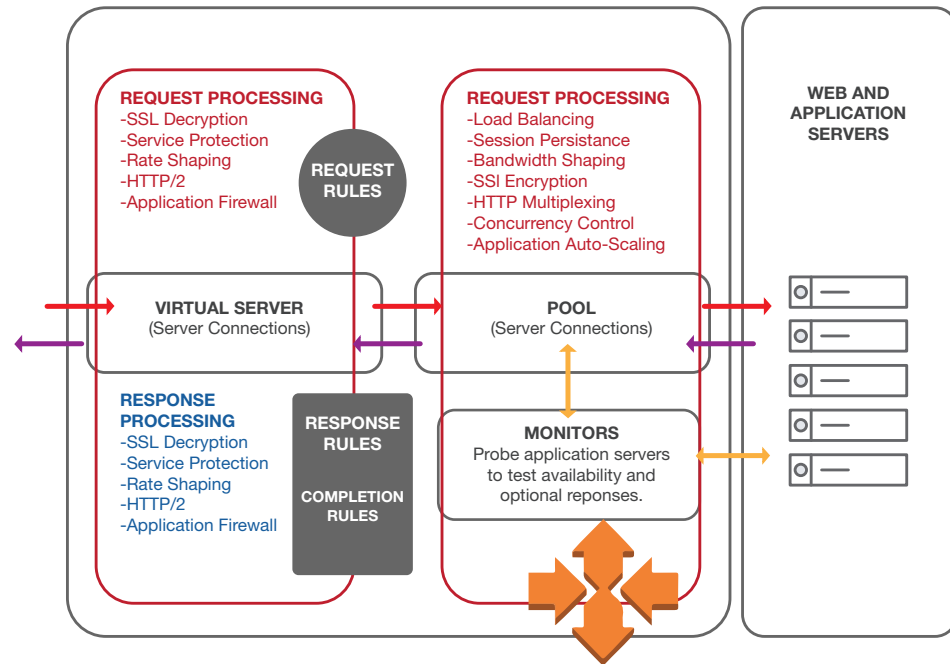 REQUEST PROCESSING
-SSL Decryption
-Service Protection
-Rate Shaping
-HTTP/2
-Application Firewall
REQUEST
RULES
REQUEST PROCESSING
-Load Balancing
-Session Persistance
-Bandwidth Shaping
-SSl Encryption
-HTTP Multiplexing
-Concurrency Control
-Application Auto-Scaling
WEB AND
APPLICATION
SERVERS
VIRTUAL SERVER
(Server Connections)
POOL
(Server Connections)
RESPONSE
PROCESSING
-SSL Decryption
-Service Protection
-Rate Shaping
-HTTP/2
-Application Firewall
RESPONSE
RULES
COMPLETION
RULES
MONITORS
Probe application servers
to test availability and
optional reponses.